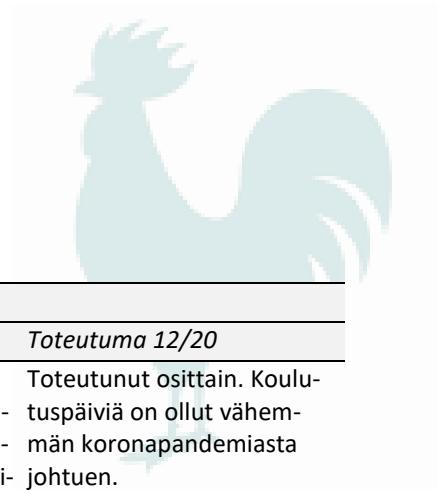 Toteutuma 12/20
Toteutunut osittain. Koulu-
- tuspäiviä on ollut vähem-
- män koronapandemiasta
i- johtuen.